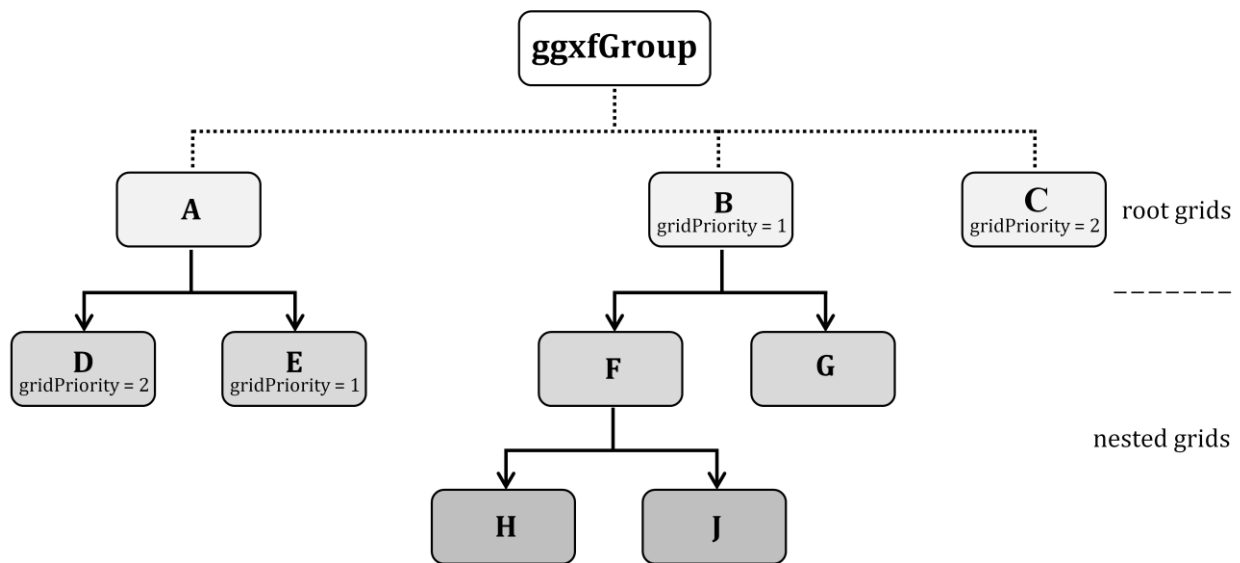 ggxfGroup
A
B
gridPriority = 1
C
gridPriority = 2
root grids
D
gridPriority = 2
E
gridPriority = 1
F
G
nested grids
H
J